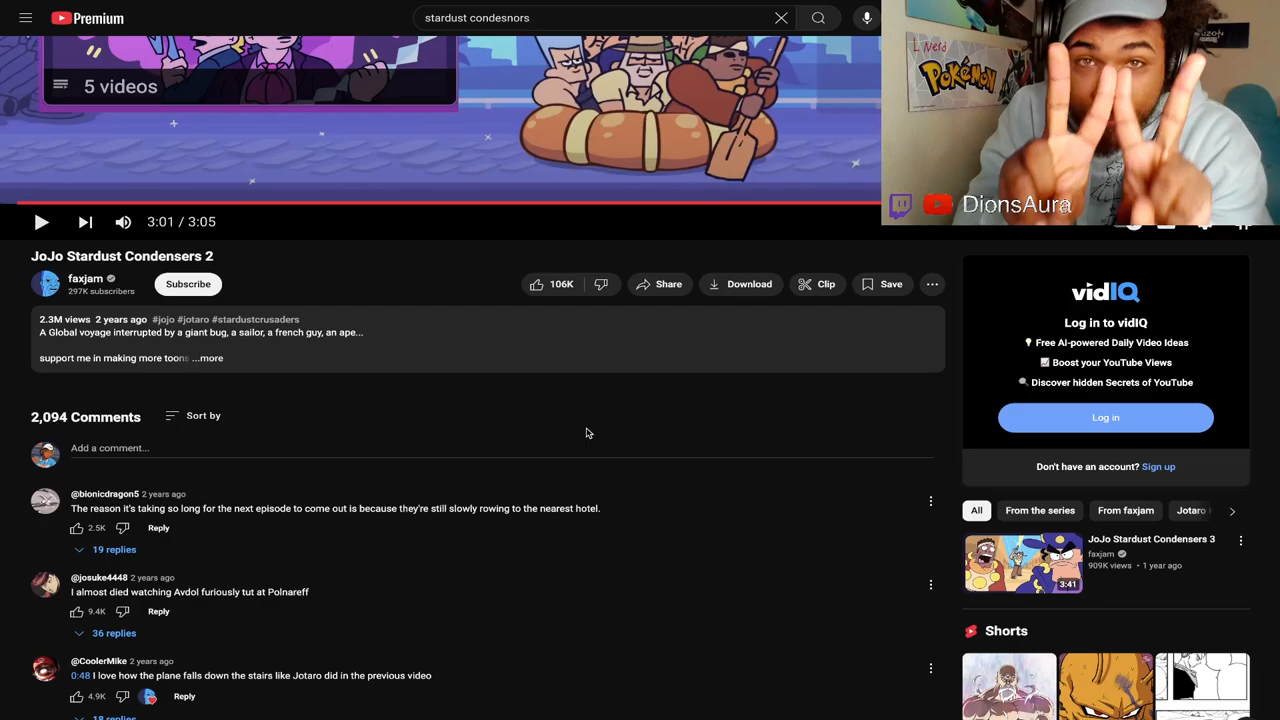 Premium
stardust condesnors
5 videos
L Nerd
POKéMON
DionsAura
3:01 / 3:05
JoJo Stardust Condensers 2
faxjam
297K subscribers
Subscribe
106K
Share
Download
Clip
Save
2.3M views 2 years ago #jojo #jotaro #stardustcrusaders
A Global voyage interrupted by a giant bug, a sailor, a french guy, an ape...
support me in making more toons ...more
2,094 Comments
Sort by
Add a comment...
@bionicdragon5 2 years ago
The reason it's taking so long for the next episode to come out is because they're still slowly rowing to the nearest hotel.
2.5K
Reply
19 replies
@josuke4448 2 years ago
I almost died watching Avdol furiously tut at Polnareff
9.4K
Reply
36 replies
@CoolerMike 2 years ago
0:48 I love how the plane falls down the stairs like Jotaro did in the previous video
4.9K
Reply
18 replies
vidIQ
Log in to vidIQ
Free AI-powered Daily Video Ideas
Boost your YouTube Views
Discover hidden Secrets of YouTube
Log in
Don't have an account? Sign up
All
From the series
From faxjam
Jotaro
JoJo Stardust Condensers 3
faxjam
909K views • 1 year ago
3:41
Shorts